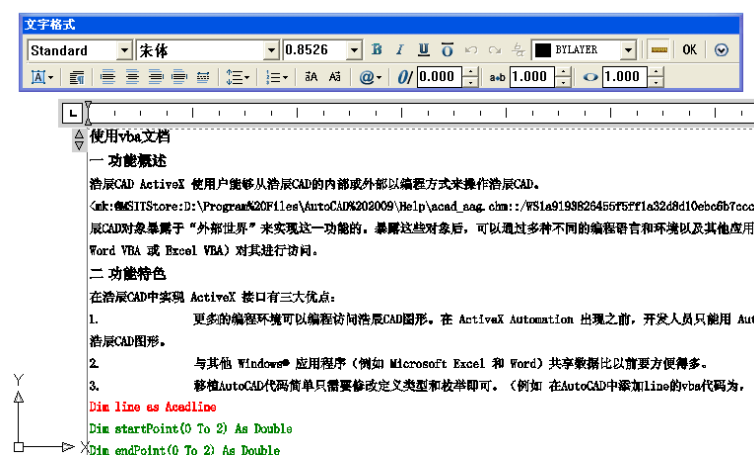 文字格式
Standard 宋体 0.8526 B I U O BYLAYER OK
@ 0/ 0.000 a•b 1.000 1.000
使用vba文档
一 功能概述
浩辰CAD ActiveX 使用户能够从浩辰CAD的内部或外部以编程方式来操作浩辰CAD。
<mk:@MSITStore:D:\Program%20Files\AutoCAD%202009\Help\acad_aag.chm::/WS1a9193826455f5ff1a32d8d10ebc6b7ccc
辰CAD对象暴露于“外部世界”来实现这一功能的。暴露这些对象后，可以通过多种不同的编程语言和环境以及其他应用
Word VBA 或 Excel VBA）对其进行访问。
二 功能特色
在浩辰CAD中实现 ActiveX 接口有三大优点：
1. 更多的编程环境可以编程访问浩辰CAD图形。在 ActiveX Automation 出现之前，开发人员只能用 Aut
浩辰CAD图形。
2. 与其他 Windows® 应用程序（例如 Microsoft Excel 和 Word）共享数据比以前要方便得多。
3. 移植AutoCAD代码简单只需要修改定义类型和枚举即可。（例如 在AutoCAD中添加line的vba代码为，
Dim line as Acadline
Dim startPoint(0 To 2) As Double
Dim endPoint(0 To 2) As Double
Y
X